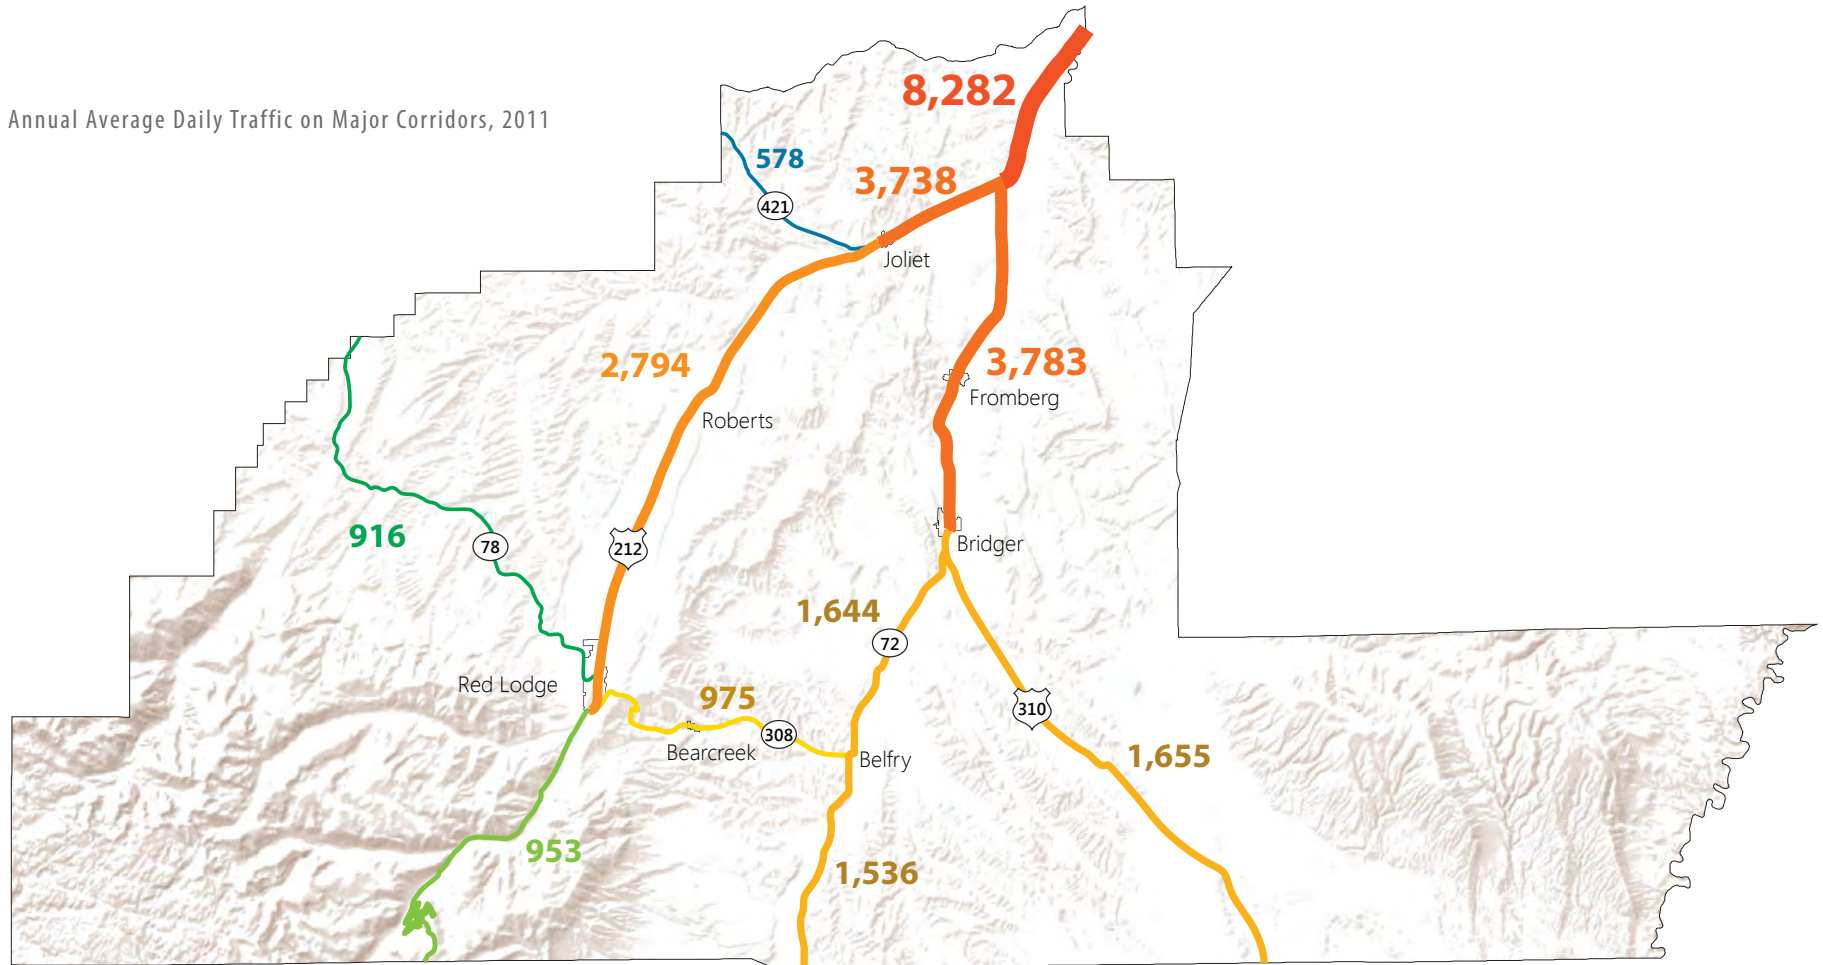 8,282
Annual Average Daily Traffic on Major Corridors, 2011
578
3,738
421
Joliet
2,794
3,783
Fromberg
Roberts
916
78
212
Bridger
1,644
72
Red Lodge
975
310
308
Bearcreek
Belfry
1,655
953
1,536